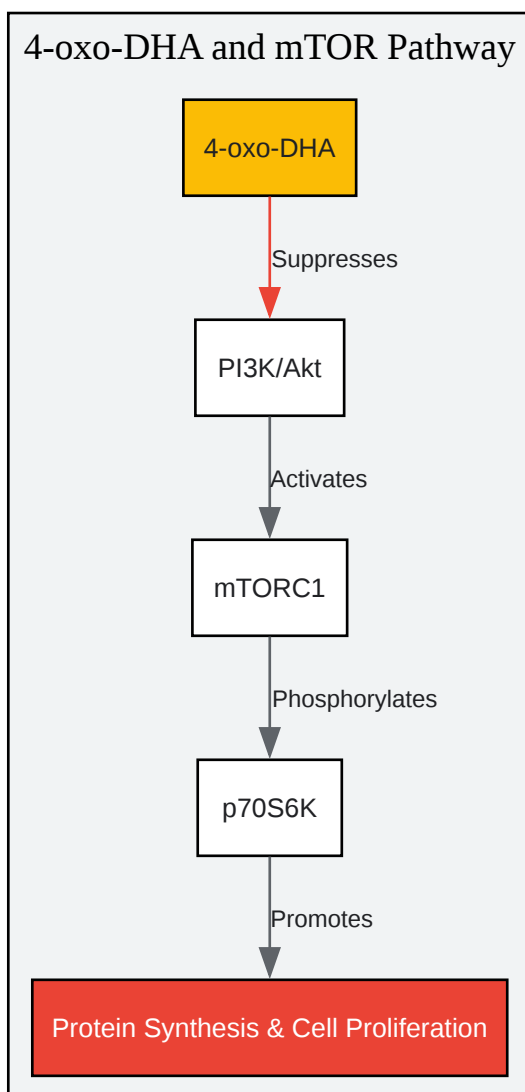 4-oxo-DHA and mTOR Pathway
4-oxo-DHA
Suppresses
PI3K/Akt
Activates
mTORC1
Phosphorylates
p70S6K
Promotes
Protein Synthesis & Cell Proliferation